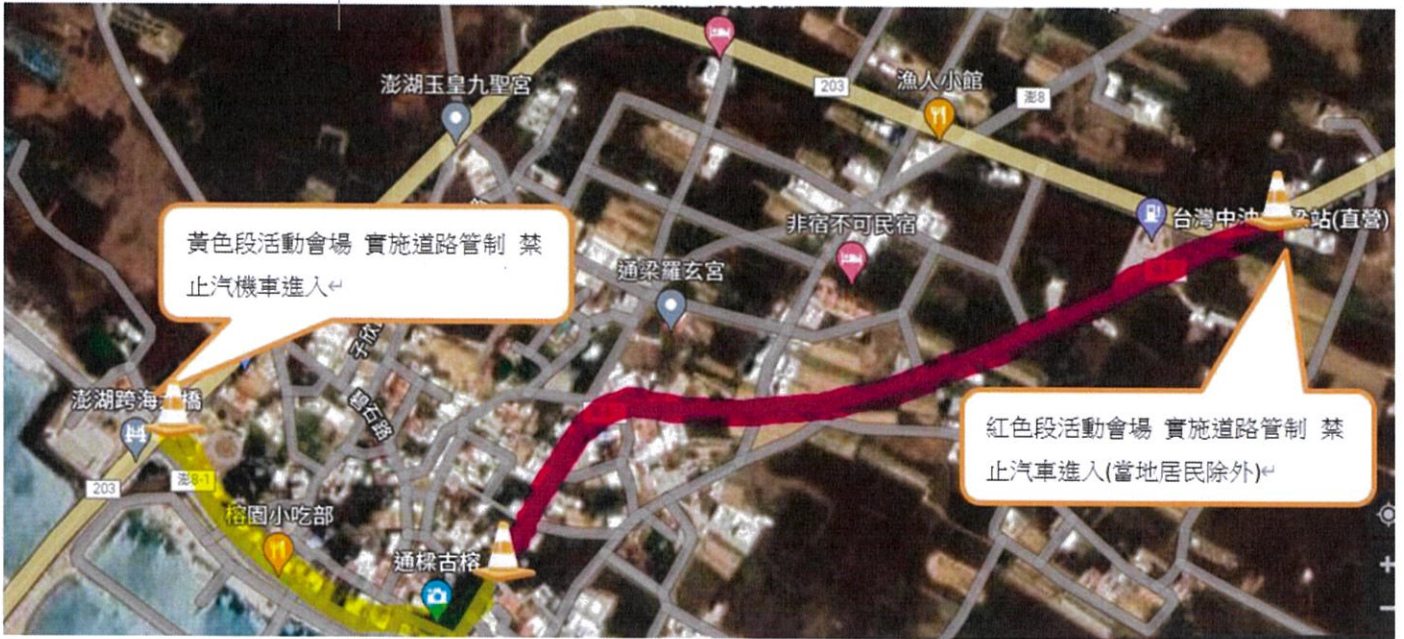 澎湖玉皇九聖宮
203
漁人小館
澎8
黃色段活動會場 實施道路管制 禁
止汽機車進入↵
非宿不可民宿
通梁羅玄宮
台灣中油
站(直營)
澎湖跨海
橋
203
澎8-1
榕園小吃部
通樑古榕
紅色段活動會場 實施道路管制 禁
止汽車進入(當地居民除外)↵